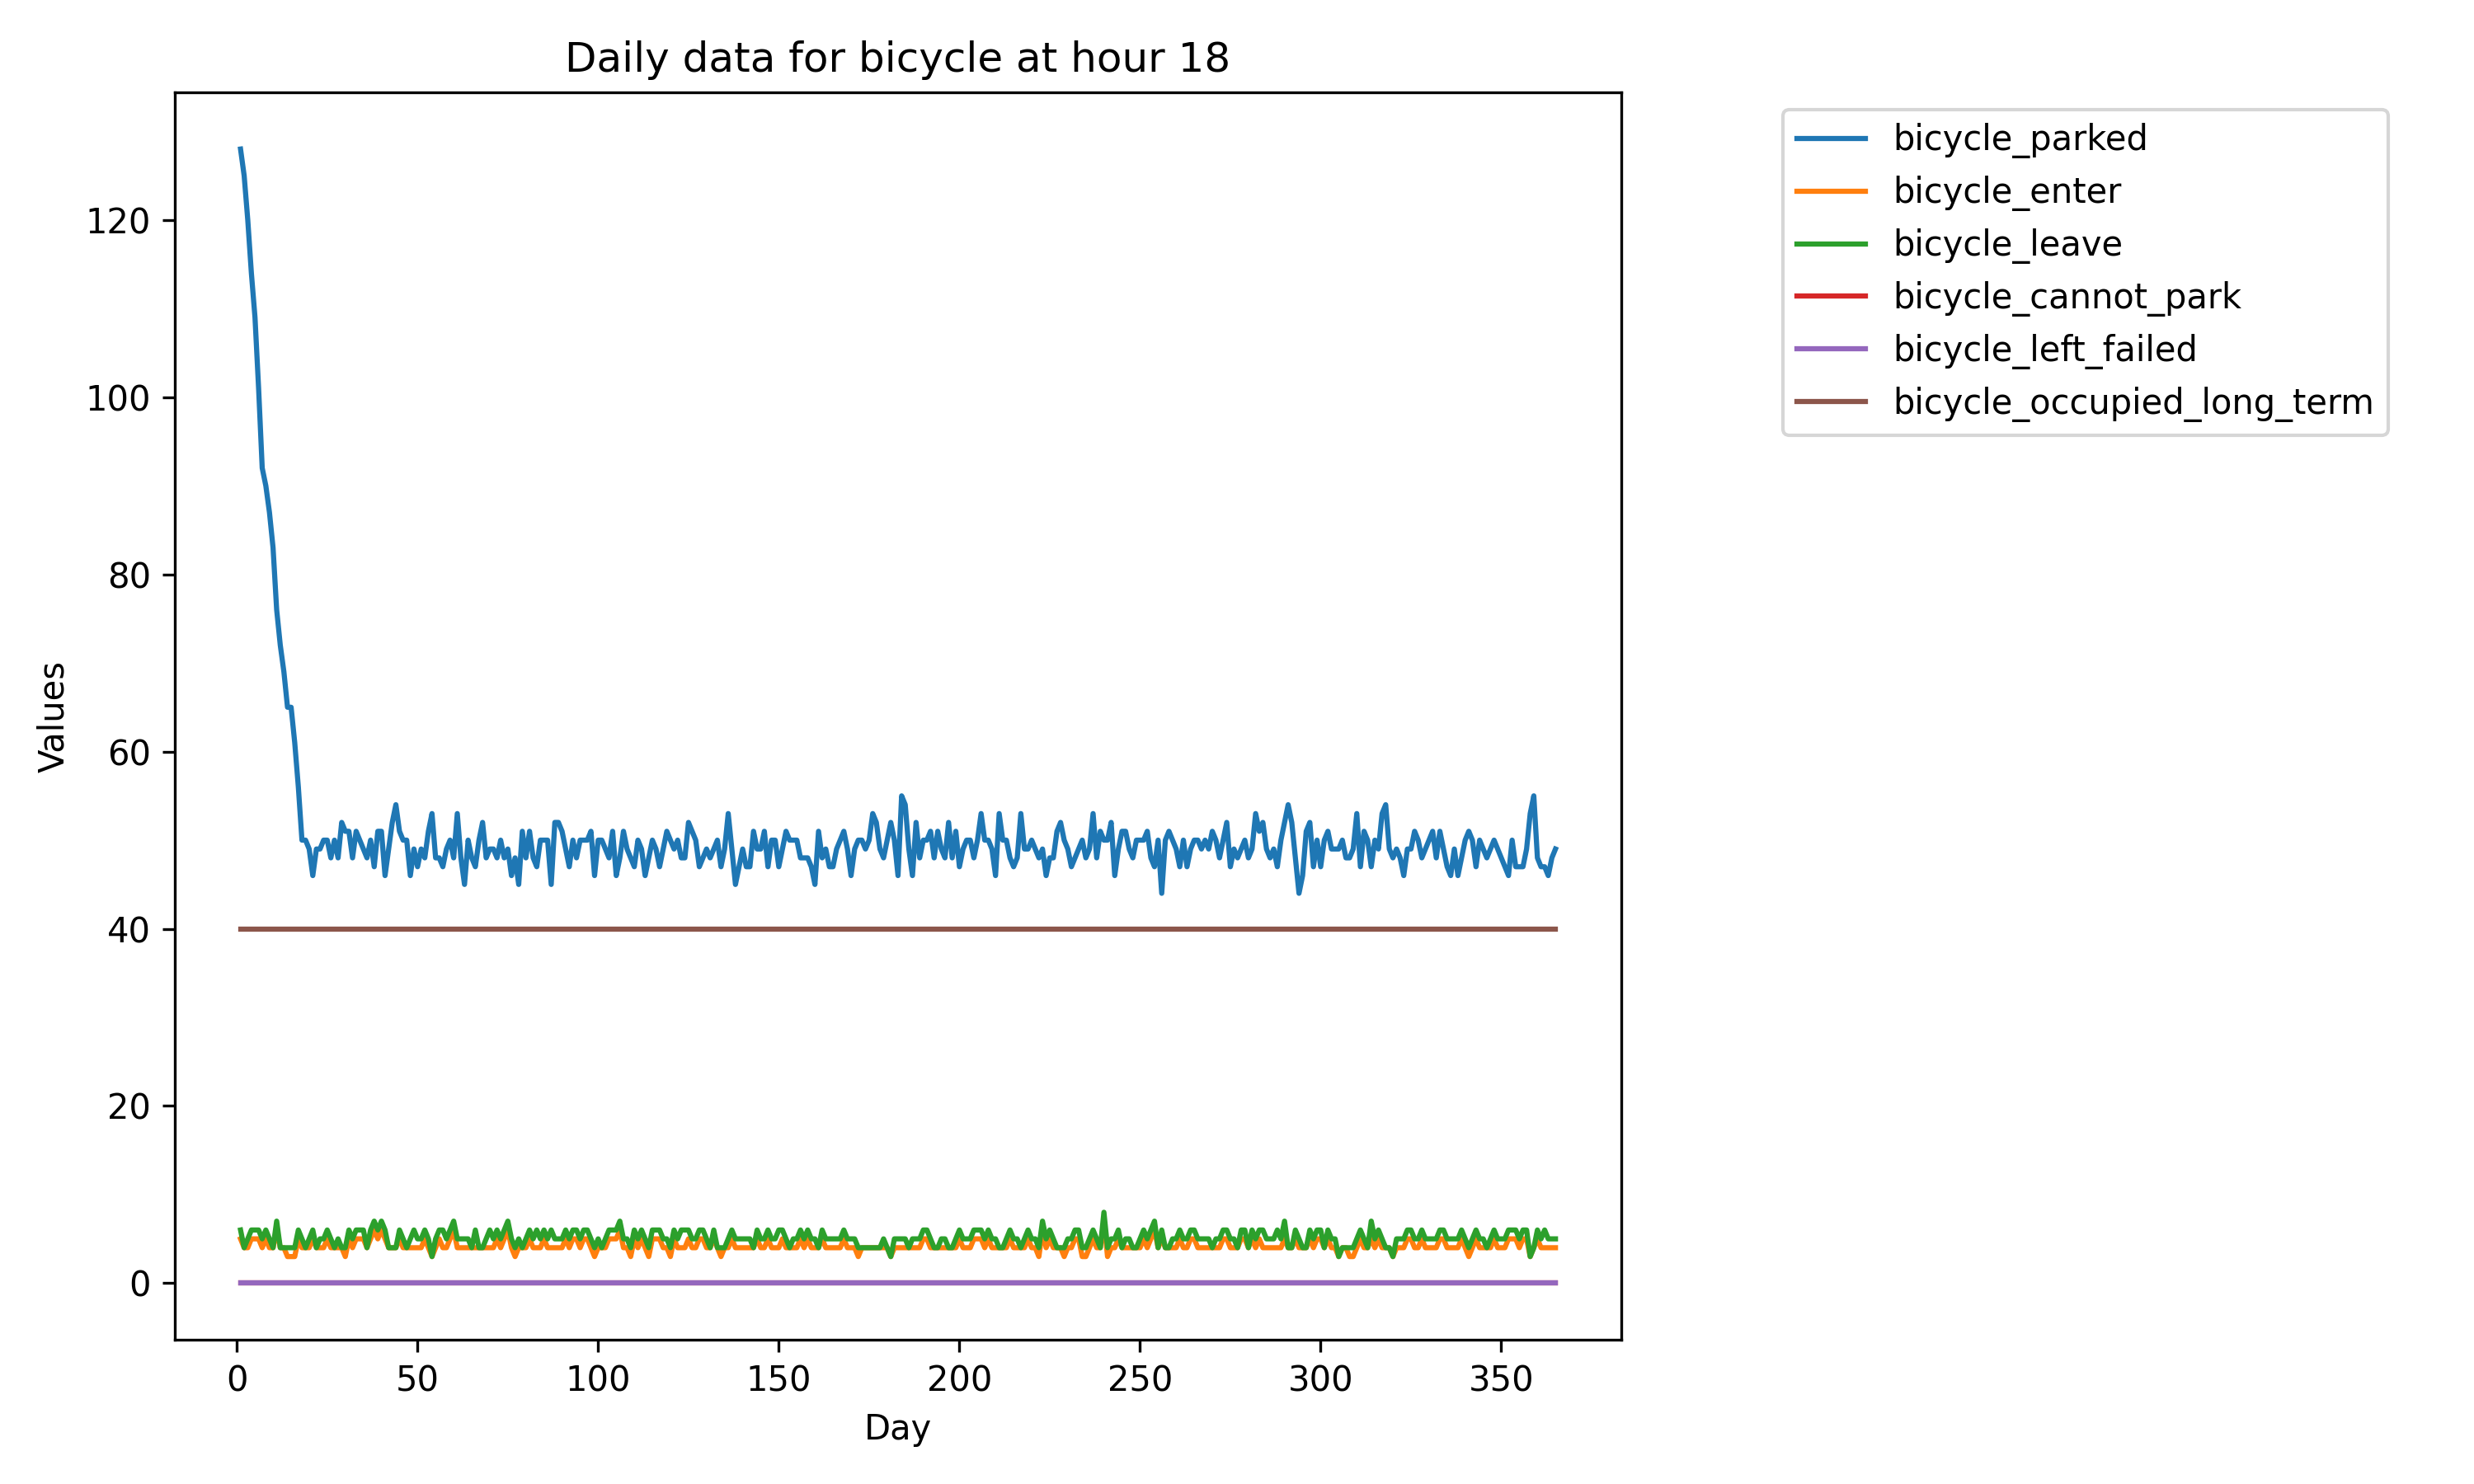 Daily data for bicycle at hour 18
bicycle_parked
bicycle_enter
bicycle_leave
bicycle_cannot_park
bicycle_left_failed
bicycle_occupied_long_term
Values
120
100
80
60
40
20
0
0 50 100 150 200 250 300 350
Day